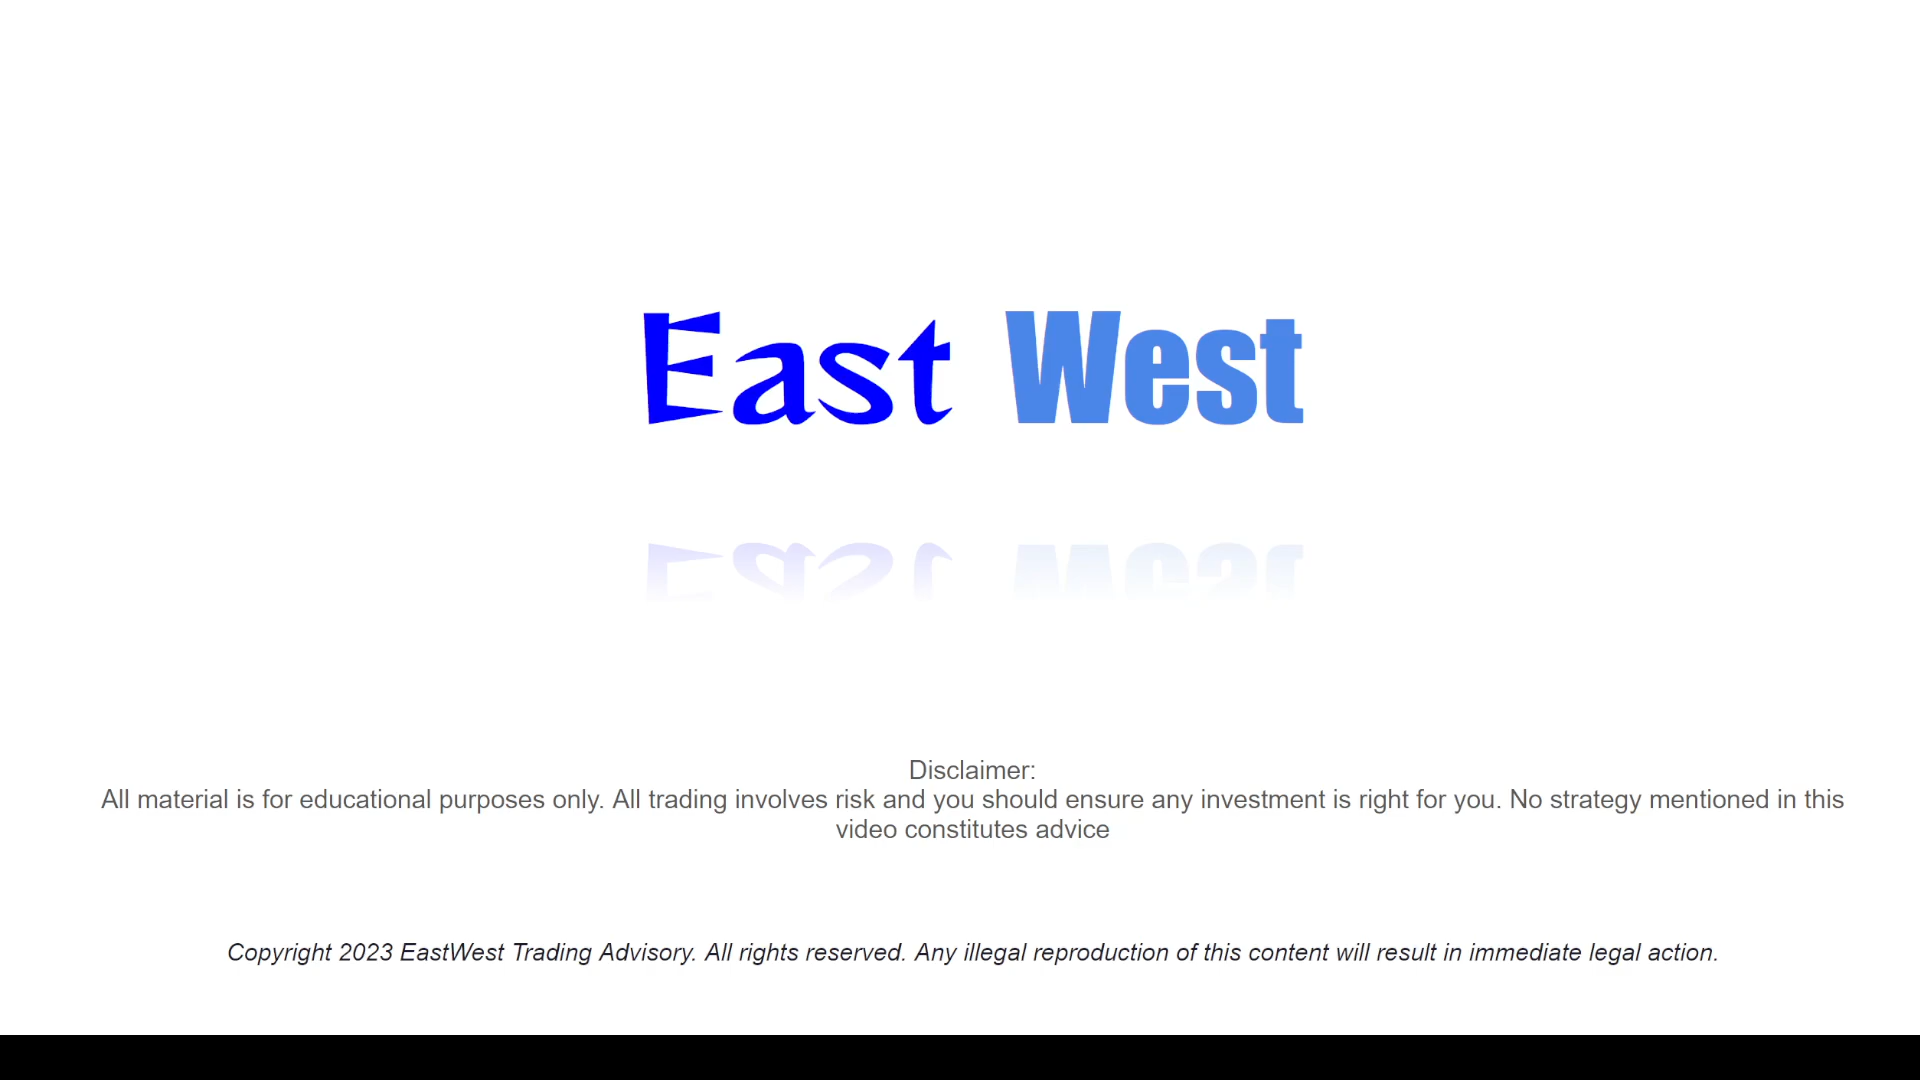 East West
Disclaimer:
All material is for educational purposes only. All trading involves risk and you should ensure any investment is right for you. No strategy mentioned in this
video constitutes advice
Copyright 2023 EastWest Trading Advisory. All rights reserved. Any illegal reproduction of this content will result in immediate legal action.